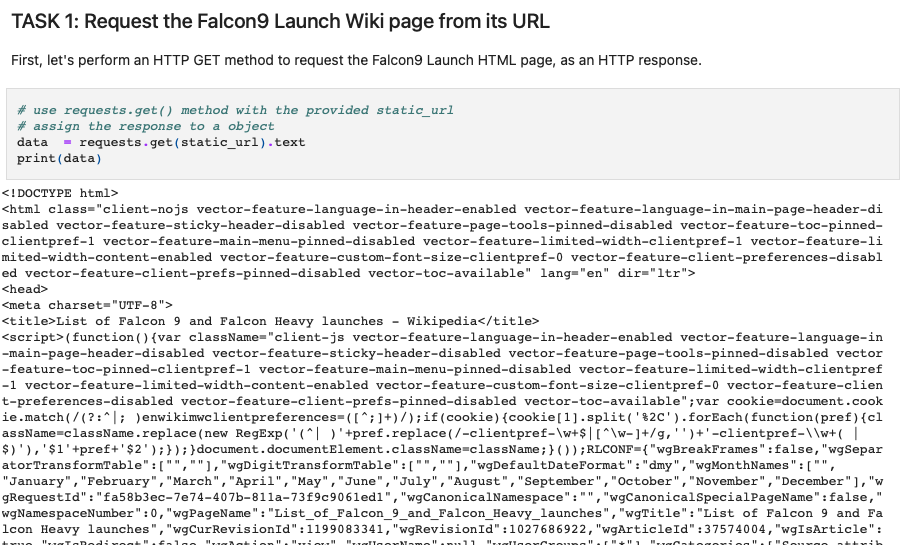 TASK 1: Request the Falcon9 Launch Wiki page from its URL
First, let's perform an HTTP GET method to request the Falcon9 Launch HTML page, as an HTTP response.
# use requests.get() method with the provided static_url
# assign the response to a object
data  = requests.get(static_url).text
print(data)
<!DOCTYPE html>
<html class="client-nojs vector-feature-language-in-header-enabled vector-feature-language-in-main-page-header-di
sabled vector-feature-sticky-header-disabled vector-feature-page-tools-pinned-disabled vector-feature-toc-pinned-
clientpref-1 vector-feature-main-menu-pinned-disabled vector-feature-limited-width-clientpref-1 vector-feature-li
mited-width-content-enabled vector-feature-custom-font-size-clientpref-0 vector-feature-client-preferences-disabl
ed vector-feature-client-prefs-pinned-disabled vector-toc-available" lang="en" dir="ltr">
<head>
<meta charset="UTF-8">
<title>List of Falcon 9 and Falcon Heavy launches - Wikipedia</title>
<script>(function(){var className="client-js vector-feature-language-in-header-enabled vector-feature-language-in
-main-page-header-disabled vector-feature-sticky-header-disabled vector-feature-page-tools-pinned-disabled vector
-feature-toc-pinned-clientpref-1 vector-feature-main-menu-pinned-disabled vector-feature-limited-width-clientpref
-1 vector-feature-limited-width-content-enabled vector-feature-custom-font-size-clientpref-0 vector-feature-clien
t-preferences-disabled vector-feature-client-prefs-pinned-disabled vector-toc-available";var cookie=document.cook
ie.match(/(?:^|; )enwikimwclientpreferences=([^;]+)/);if(cookie){cookie[1].split('%2C').forEach(function(pref){cl
assName=className.replace(new RegExp('(^| )'+pref.replace(/-clientpref-\w+$|[^\w-]+/g,'')+'-clientpref-\\w+( |
$)'),'$1'+pref+'$2');});}document.documentElement.className=className;}());RLCONF={"wgBreakFrames":false,"wgSepar
atorTransformTable":["",""],"wgDigitTransformTable":["",""],"wgDefaultDateFormat":"dmy","wgMonthNames":["",
"January","February","March","April","May","June","July","August","September","October","November","December"],"w
gRequestId":"fa58b3ec-7e74-407b-811a-73f9c9061ed1","wgCanonicalNamespace":"","wgCanonicalSpecialPageName":false,"
wgNamespaceNumber":0,"wgPageName":"List_of_Falcon_9_and_Falcon_Heavy_launches","wgTitle":"List of Falcon 9 and Fa
lcon Heavy launches","wgCurRevisionId":1199083341,"wgRevisionId":1027686922,"wgArticleId":37574004,"wgIsArticle":
true,"wgIsRedirect":false,"wgAction":"view","wgUserName":null,"wgUserGroups":["*"],"wgCategories":["Source attrib